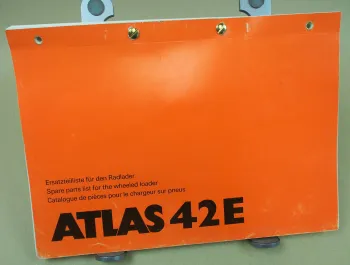 Ersatzteilliste für den Radlader
Spare parts list for the wheeled loader
Catalogue de pièces pour le chargeur sur pneus
ATLAS 42E